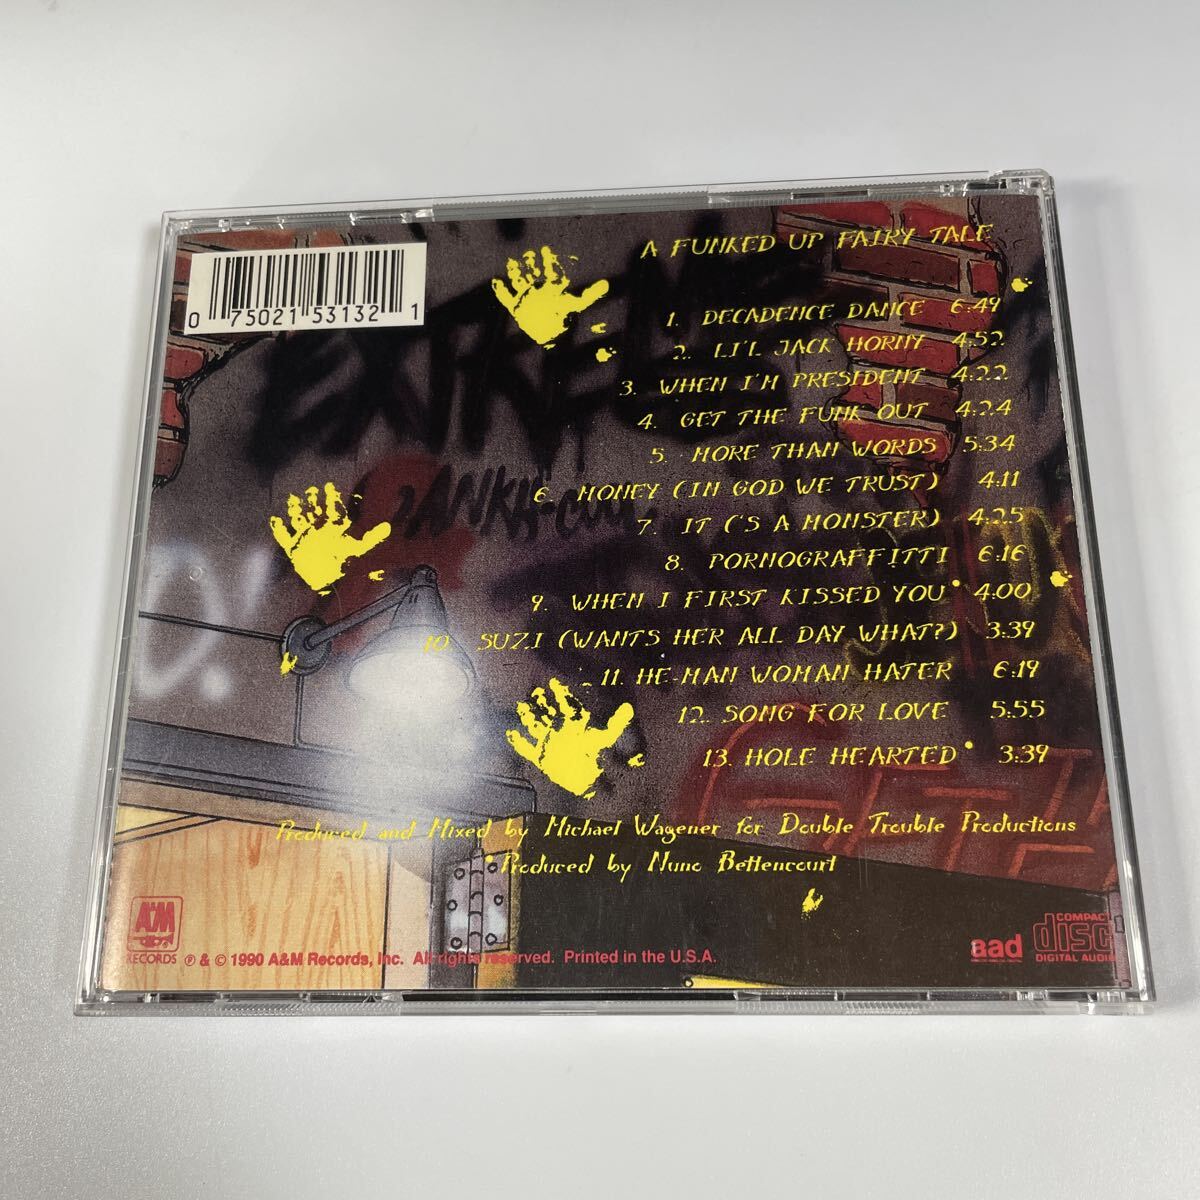 0 75021 53132 1
EXTREME
A FUNKED UP FAIRY TALE
1. DECADENCE DANCE 6:49
2. LI'L JACK HORNY 4:52
3. WHEN I'M PRESIDENT 4:22
4. GET THE FUNK OUT 4:24
5. MORE THAN WORDS 5:34
6. MONEY (IN GOD WE TRUST) 4:11
7. IT ('S A MONSTER) 4:25
8. PORNOGRAFFITTI 6:16
9. WHEN I FIRST KISSED YOU• 4:00
10. SUZI (WANTS HER ALL DAY WHAT?) 3:39
11. HE-MAN WOMAN HATER 6:19
12. SONG FOR LOVE 5:55
13. HOLE HEARTED• 3:39
Produced and Mixed by Michael Wagener for Double Trouble Productions
•Produced by Nuno Bettencourt
A&M
RECORDS
℗ & © 1990 A&M Records, Inc. All rights reserved. Printed in the U.S.A.
aad
COMPACT
disc
DIGITAL AUDIO